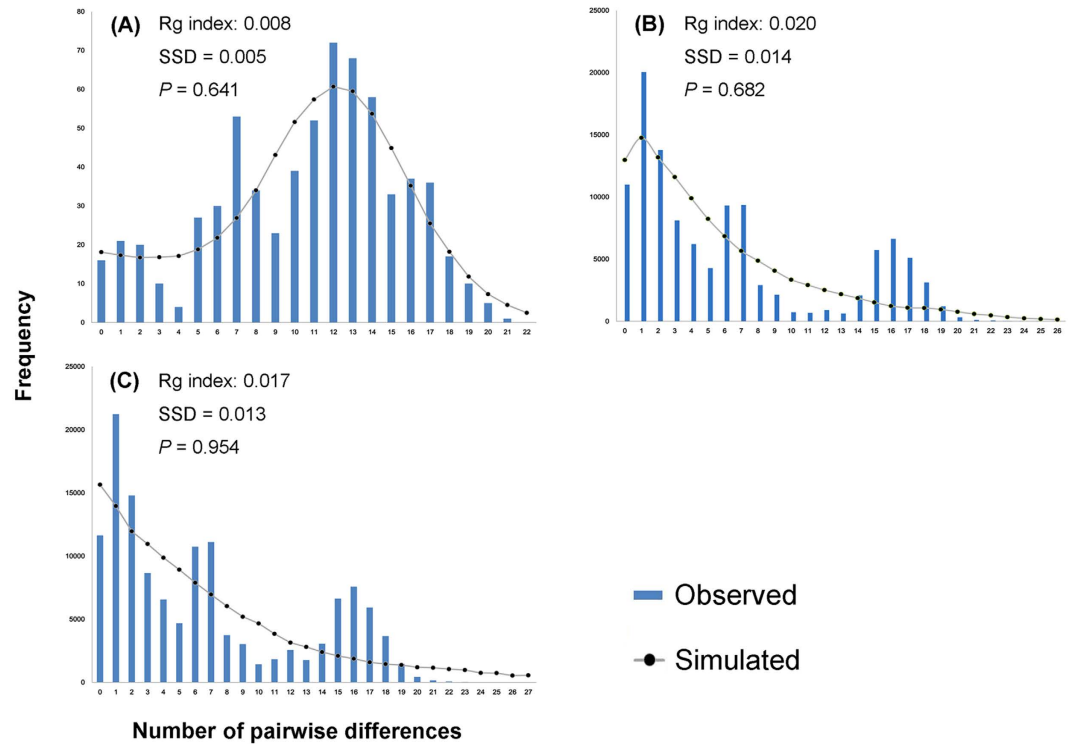 (A) Rg index: 0.008
SSD = 0.005
P = 0.641
80
70
60
50
40
30
20
10
0
0 1 2 3 4 5 6 7 8 9 10 11 12 13 14 15 16 17 18 19 20 21 22
(B) Rg index: 0.020
SSD = 0.014
P = 0.682
25000
20000
15000
10000
5000
0
0 1 2 3 4 5 6 7 8 9 10 11 12 13 14 15 16 17 18 19 20 21 22 23 24 25 26
Frequency
(C) Rg index: 0.017
SSD = 0.013
P = 0.954
25000
20000
15000
10000
5000
0
0 1 2 3 4 5 6 7 8 9 10 11 12 13 14 15 16 17 18 19 20 21 22 23 24 25 26 27
Observed
Simulated
Number of pairwise differences